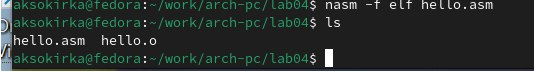 aksokirka@fedora:~/work/arch-pc/lab04$ nasm -f elf hello.asm
aksokirka@fedora:~/work/arch-pc/lab04$ ls
hello.asm  hello.o
aksokirka@fedora:~/work/arch-pc/lab04$